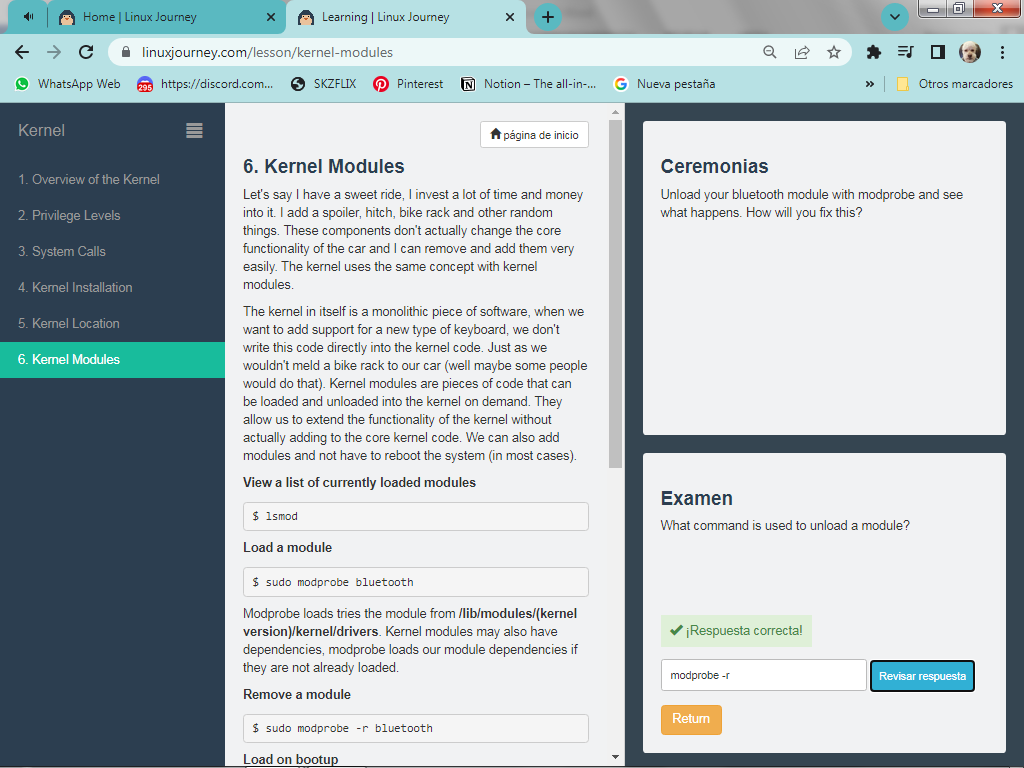 Home | Linux Journey
Learning | Linux Journey
linuxjourney.com/lesson/kernel-modules
WhatsApp Web
295
https://discord.com...
SKZFLIX
Pinterest
Notion – The all-in-...
Nueva pestaña
»
Otros marcadores
Kernel
1. Overview of the Kernel
2. Privilege Levels
3. System Calls
4. Kernel Installation
5. Kernel Location
6. Kernel Modules
página de inicio
6. Kernel Modules
Let's say I have a sweet ride, I invest a lot of time and money
into it. I add a spoiler, hitch, bike rack and other random
things. These components don't actually change the core
functionality of the car and I can remove and add them very
easily. The kernel uses the same concept with kernel
modules.
The kernel in itself is a monolithic piece of software, when we
want to add support for a new type of keyboard, we don't
write this code directly into the kernel code. Just as we
wouldn't meld a bike rack to our car (well maybe some people
would do that). Kernel modules are pieces of code that can
be loaded and unloaded into the kernel on demand. They
allow us to extend the functionality of the kernel without
actually adding to the core kernel code. We can also add
modules and not have to reboot the system (in most cases).
View a list of currently loaded modules
$ lsmod
Load a module
$ sudo modprobe bluetooth
Modprobe loads tries the module from /lib/modules/(kernel
version)/kernel/drivers. Kernel modules may also have
dependencies, modprobe loads our module dependencies if
they are not already loaded.
Remove a module
$ sudo modprobe -r bluetooth
Load on bootup
Ceremonias
Unload your bluetooth module with modprobe and see
what happens. How will you fix this?
Examen
What command is used to unload a module?
¡Respuesta correcta!
modprobe -r
Revisar respuesta
Return